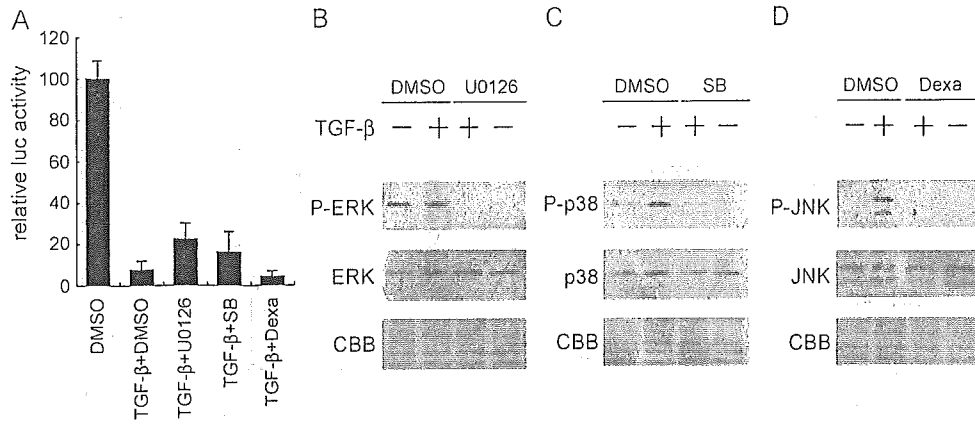 A
relative luc activity
120
100
80
60
40
20
0
DMSO
TGF-β+DMSO
TGF-β+U0126
TGF-β+SB
TGF-β+Dexa
B
DMSO U0126
TGF-β − + + −
P-ERK
ERK
CBB
C
DMSO SB
− + + −
P-p38
p38
CBB
D
DMSO Dexa
− + + −
P-JNK
JNK
CBB